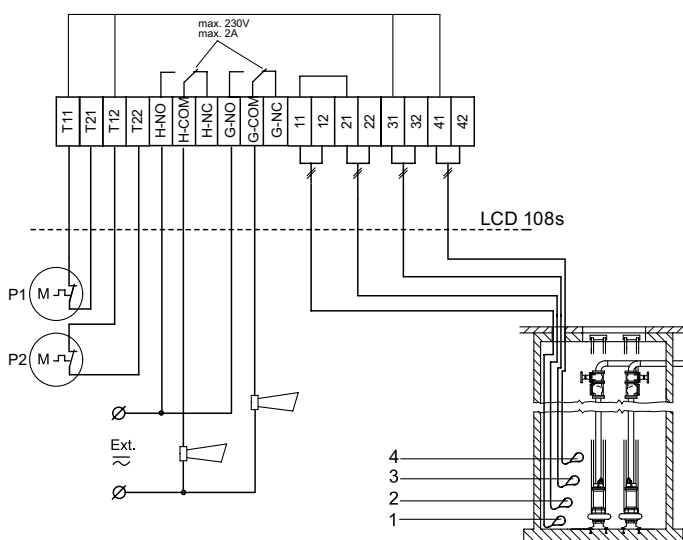 max. 230V
max. 2A
T11 T21 T12 T22 H-NO H-COM H-NC G-NO G-COM G-NC 11 12 21 22 31 32 41 42
LCD 108s
P1 M
P2 M
Ext.
4
3
2
1